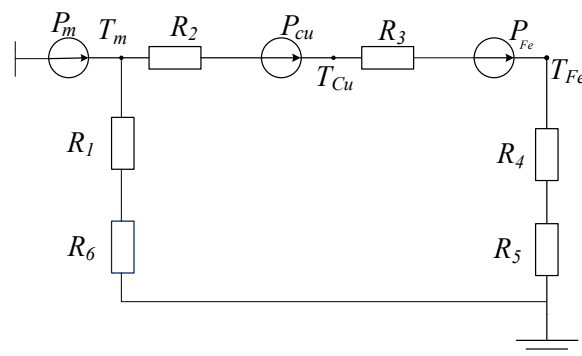 P_m T_m R_2 P_cu R_3 P_Fe
T_Cu T_Fe
R_1 R_4
R_6 R_5